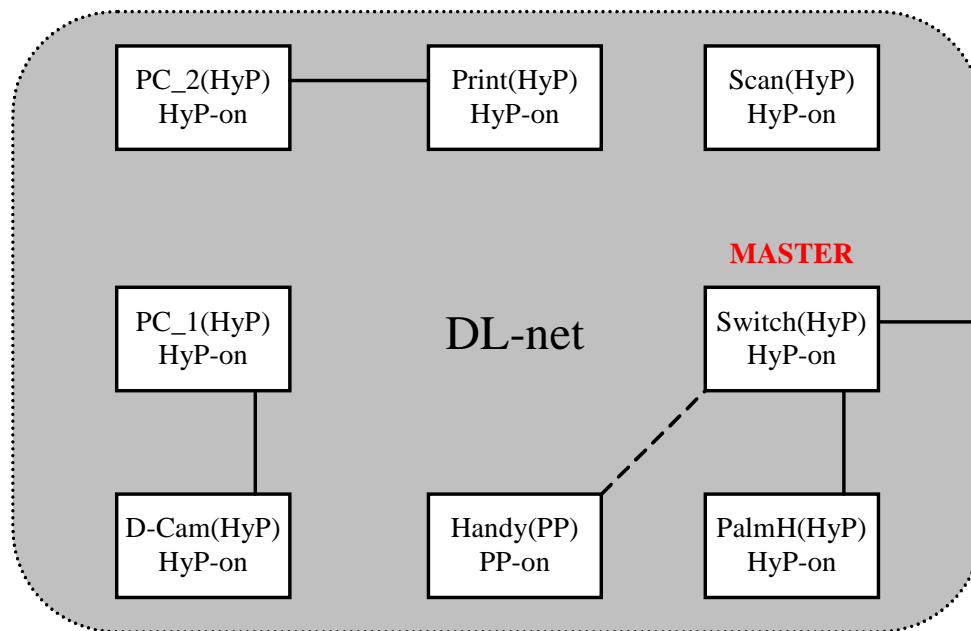 PC_2(HyP)
HyP-on
Print(HyP)
HyP-on
Scan(HyP)
HyP-on
MASTER
PC_1(HyP)
HyP-on
DL-net
Switch(HyP)
HyP-on
D-Cam(HyP)
HyP-on
Handy(PP)
PP-on
PalmH(HyP)
HyP-on